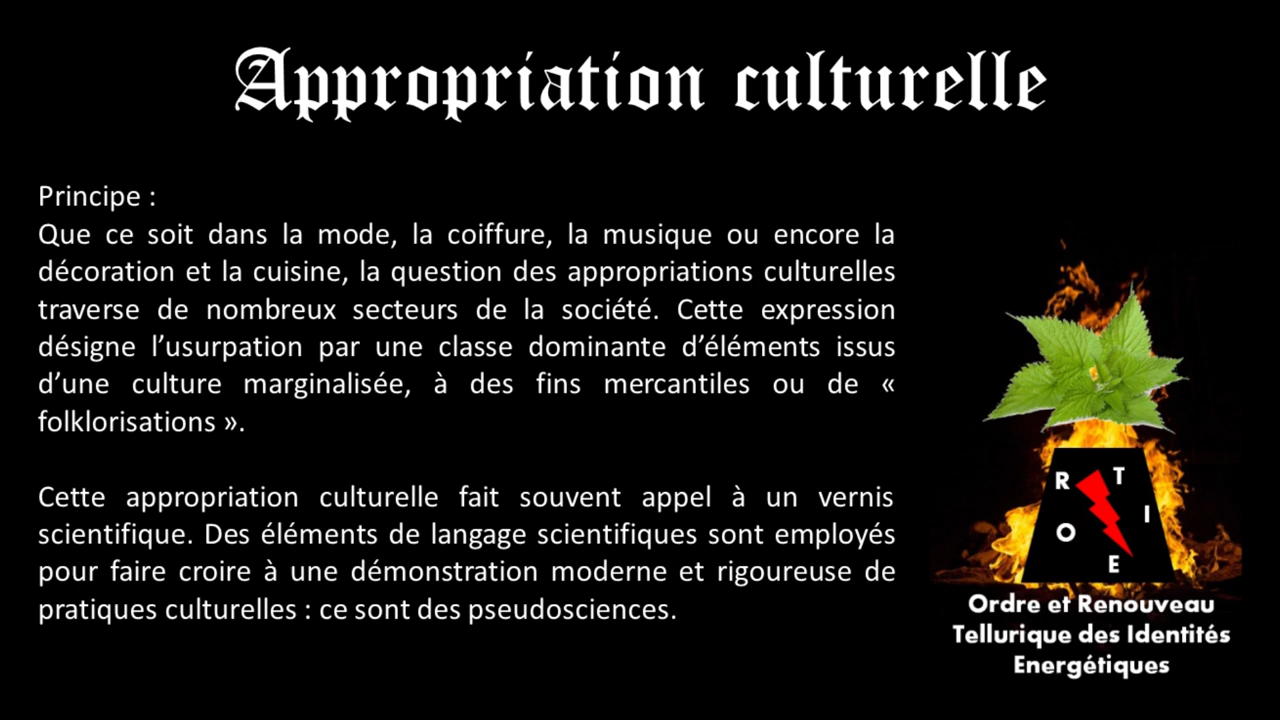 Appropriation culturelle
Principe :
Que ce soit dans la mode, la coiffure, la musique ou encore la
décoration et la cuisine, la question des appropriations culturelles
traverse de nombreux secteurs de la société. Cette expression
désigne l’usurpation par une classe dominante d’éléments issus
d’une culture marginalisée, à des fins mercantiles ou de «
folklorisations ».
Cette appropriation culturelle fait souvent appel à un vernis
scientifique. Des éléments de langage scientifiques sont employés
pour faire croire à une démonstration moderne et rigoureuse de
pratiques culturelles : ce sont des pseudosciences.
R T
O I
E
Ordre et Renouveau
Tellurique des Identités
Energétiques